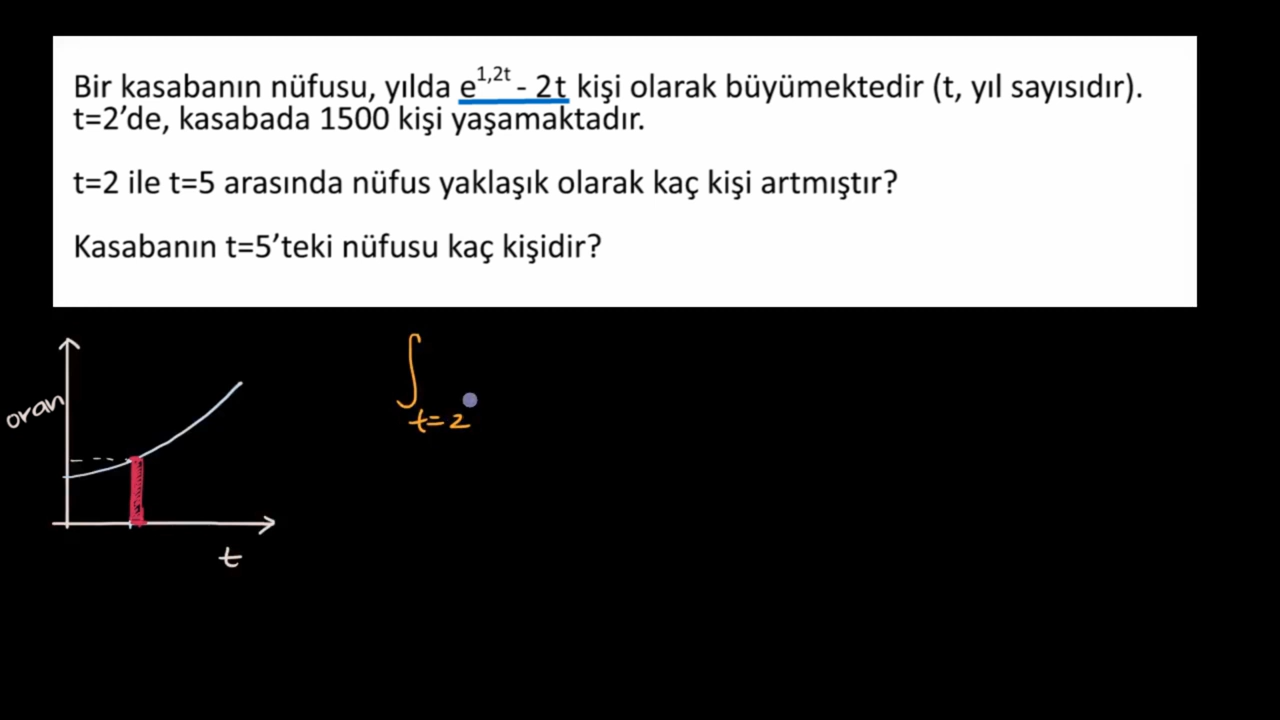 Bir kasabanın nüfusu, yılda e^1,2t - 2t kişi olarak büyümektedir (t, yıl sayısıdır).
t=2'de, kasabada 1500 kişi yaşamaktadır.
t=2 ile t=5 arasında nüfus yaklaşık olarak kaç kişi artmıştır?
Kasabanın t=5'teki nüfusu kaç kişidir?
oran
∫
t=2
t